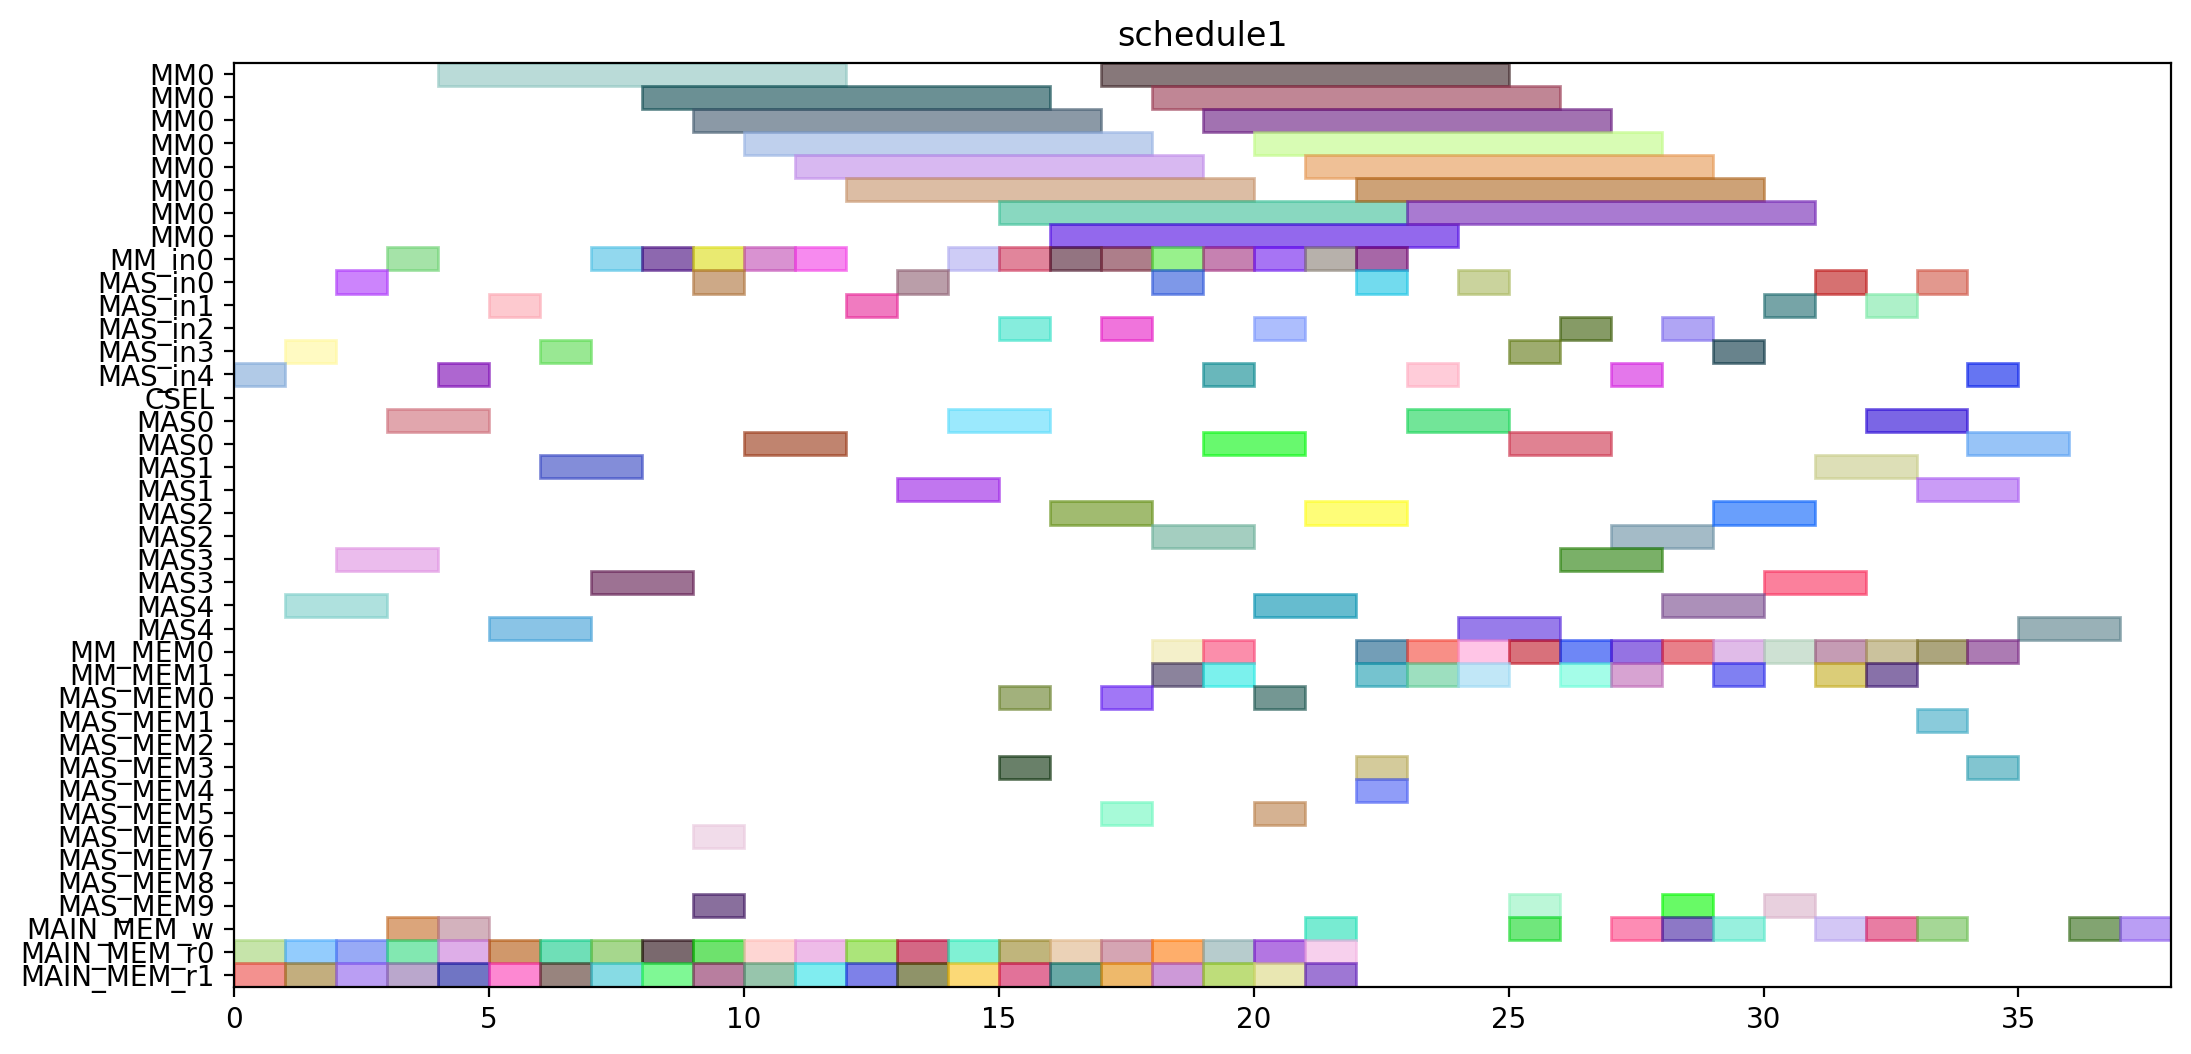 schedule1
MM0
MM0
MM0
MM0
MM0
MM0
MM0
MM0
MM_in0
MAS_in0
MAS_in1
MAS_in2
MAS_in3
MAS_in4
CSEL
MAS0
MAS0
MAS1
MAS1
MAS2
MAS2
MAS3
MAS3
MAS4
MAS4
MM_MEM0
MM_MEM1
MAS_MEM0
MAS_MEM1
MAS_MEM2
MAS_MEM3
MAS_MEM4
MAS_MEM5
MAS_MEM6
MAS_MEM7
MAS_MEM8
MAS_MEM9
MAIN_MEM_w
MAIN_MEM_r0
MAIN_MEM_r1
0 5 10 15 20 25 30 35